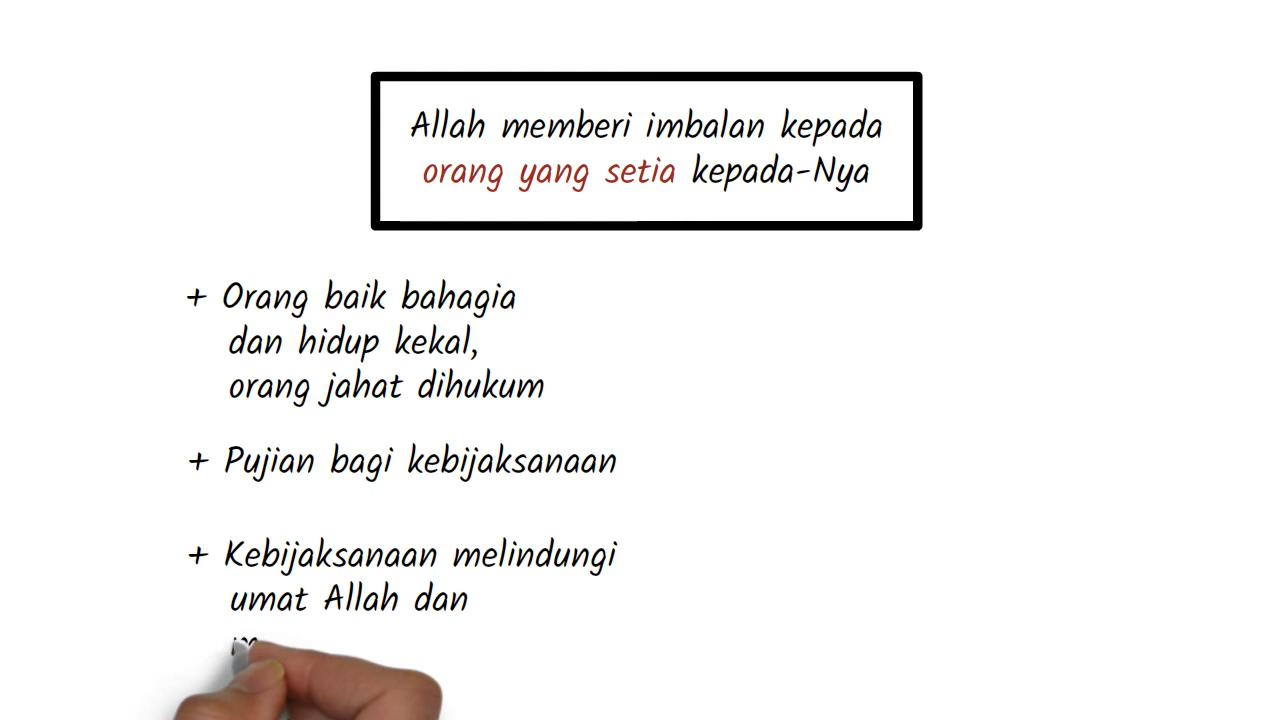 Allah memberi imbalan kepada
orang yang setia kepada-Nya
+ Orang baik bahagia
dan hidup kekal,
orang jahat dihukum
+ Pujian bagi kebijaksanaan
+ Kebijaksanaan melindungi
umat Allah dan